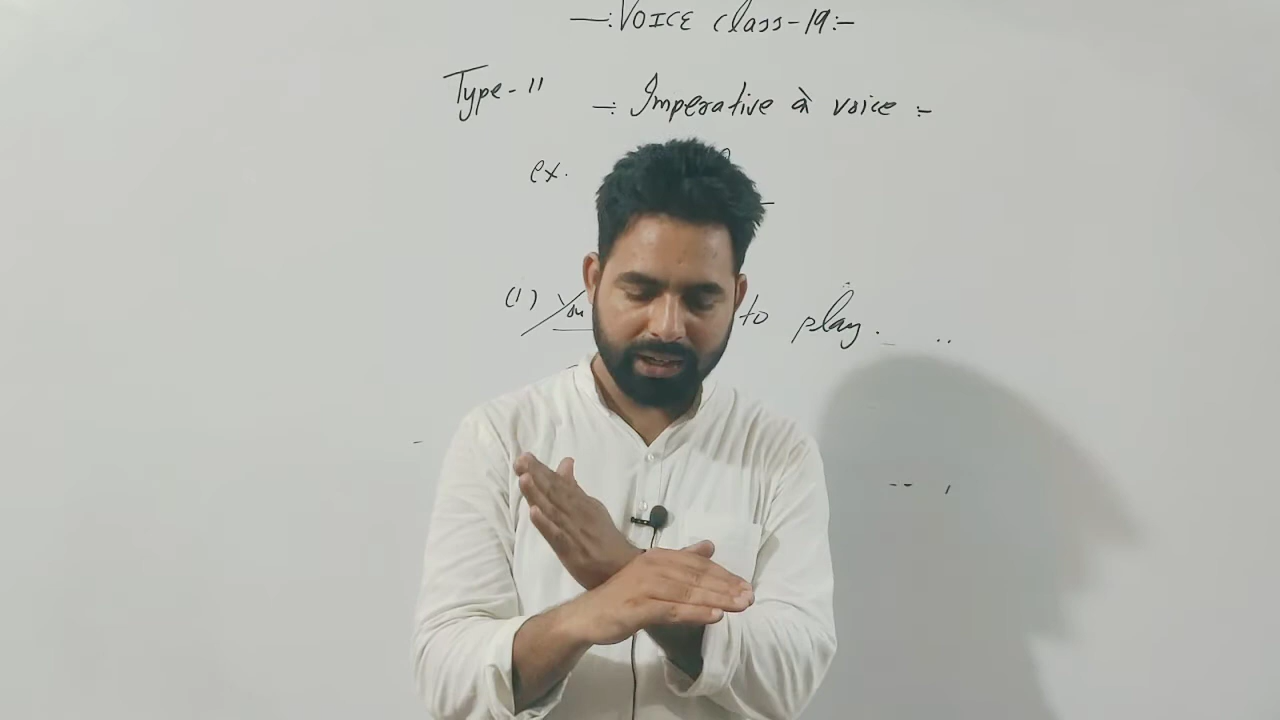 —:VOICE class-19:-
Type-11 —: Imperative à voice :-
ex.
(1) You to play.